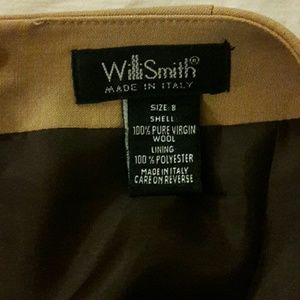 WilliSmith®
MADE IN ITALY
SIZE: 8
SHELL:
100% PURE VIRGIN
WOOL
LINING
100% POLYESTER
MADE IN ITALY
CARE ON REVERSE